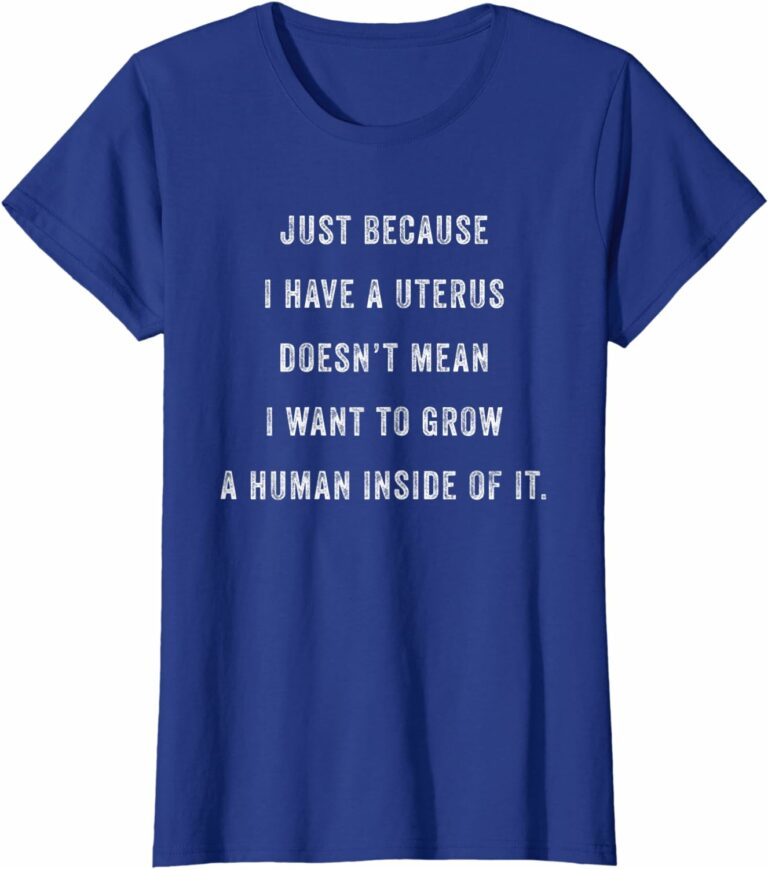 JUST BECAUSE
I HAVE A UTERUS
DOESN'T MEAN
I WANT TO GROW
A HUMAN INSIDE OF IT.